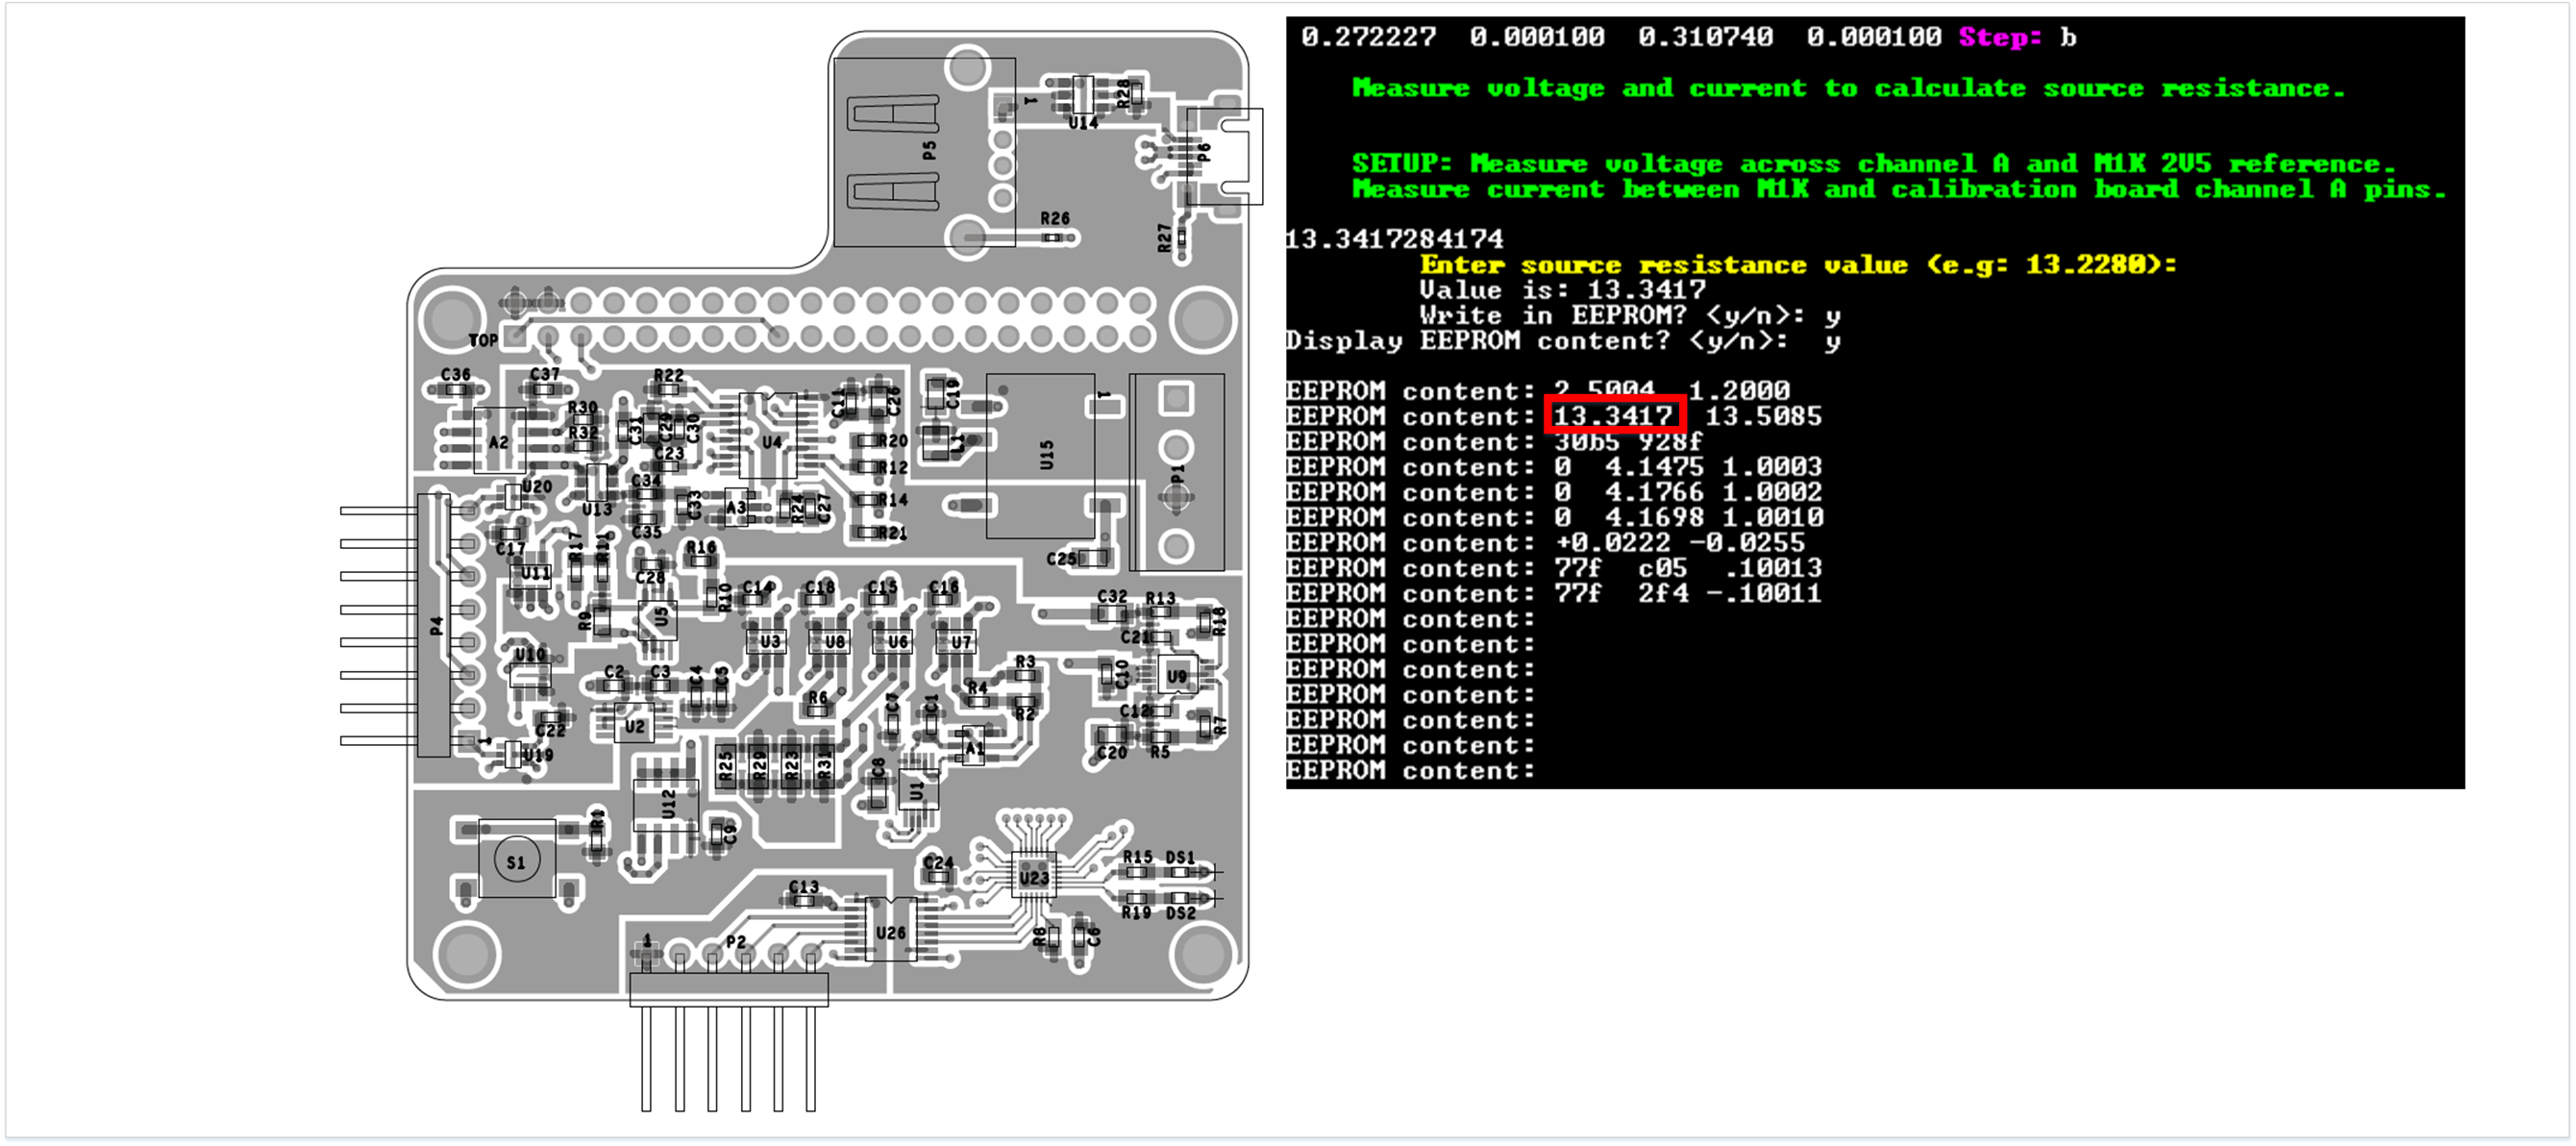 P5
1
U14
R28
P6
R26
R27
TOP
C36
C37
R22
C11
C26
C19
1
R30
R32
C31
C29
C30
A2
U4
R20
L1
U15
P1
C23
R12
U20
U13
C34
C33
A3
R24
C27
R14
C35
R21
C17
R17
R11
R16
C25
U11
C28
C14
C18
C15
C16
R10
R9
U5
C32
R13
R18
P4
U3
U8
U6
U7
C21
U10
C2
C3
C4
C5
R3
C10
U9
R6
R4
C7
C1
R2
C12
C22
U2
R7
1
U19
A1
C20
R5
R25
R29
R23
R31
C8
U1
U12
R1
C9
S1
C24
U23
R15
DS1
C13
R19
DS2
U26
R8
C6
1
P2
0.272227 0.000100 0.310740 0.000100 Step: b
Measure voltage and current to calculate source resistance.
SETUP: Measure voltage across channel A and M1K 2V5 reference.
Measure current between M1K and calibration board channel A pins.
13.3417284174
Enter source resistance value (e.g: 13.2280):
Value is: 13.3417
Write in EEPROM? <y/n>: y
Display EEPROM content? <y/n>: y
EEPROM content: 2.5004 1.2000
EEPROM content: 13.3417 13.5085
EEPROM content: 30b5 928f
EEPROM content: 0 4.1475 1.0003
EEPROM content: 0 4.1766 1.0002
EEPROM content: 0 4.1698 1.0010
EEPROM content: +0.0222 -0.0255
EEPROM content: 77f c05 .10013
EEPROM content: 77f 2f4 -.10011
EEPROM content:
EEPROM content:
EEPROM content:
EEPROM content:
EEPROM content:
EEPROM content:
EEPROM content: